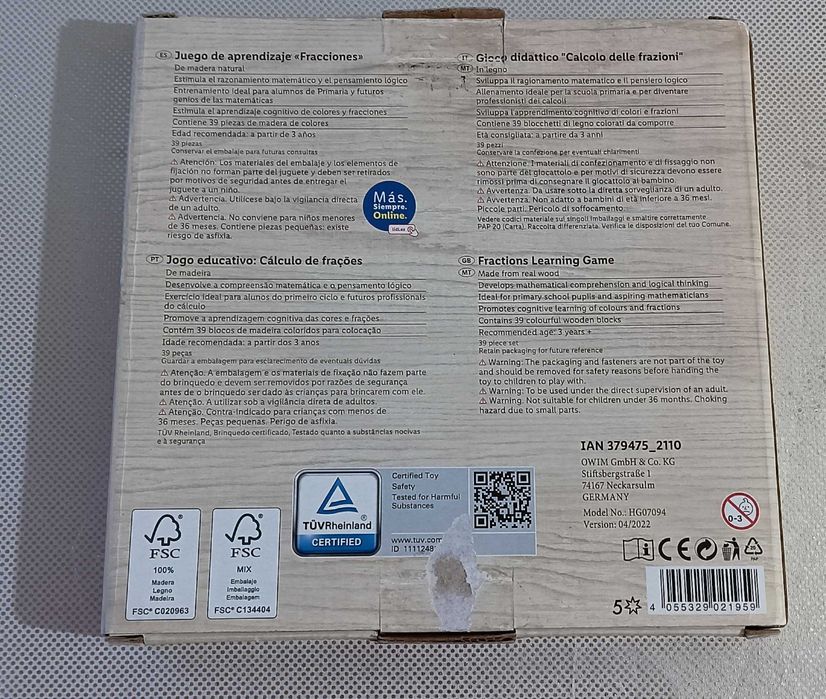 ES Juego de aprendizaje «Fracciones»
De madera natural
Estimula el razonamiento matemático y el pensamiento lógico
Entrenamiento ideal para alumnos de Primaria y futuros
genios de las matemáticas
Estimula el aprendizaje cognitivo de colores y fracciones
Contiene 39 piezas de madera de colores
Edad recomendada: a partir de 3 años
39 piezas
Conservar el embalaje para futuras consultas
⚠ Atención: Los materiales del embalaje y los elementos de
fijación no forman parte del juguete y deben ser retirados
por motivos de seguridad antes de entregar el
juguete a un niño.
⚠ Advertencia. Utilícese bajo la vigilancia directa
de un adulto.
⚠ Advertencia. No conviene para niños menores
de 36 meses. Contiene piezas pequeñas: existe
riesgo de asfixia.
Más.
Siempre.
Online.
lidl.es
IT Gioco didattico "Calcolo delle frazioni"
MT In legno
Sviluppa il ragionamento matematico e il pensiero logico
Allenamento ideale per la scuola primaria e per diventare
professionisti dei calcoli
Sviluppa l'apprendimento cognitivo di colori e frazioni
Contiene 39 blocchetti di legno colorati da comporre
Età consigliata: a partire da 3 anni
39 pezzi
Conservare la confezione per eventuali chiarimenti
⚠ Attenzione. I materiali di confezionamento e di fissaggio non
sono parte del giocattolo e per motivi di sicurezza devono essere
rimossi prima di consegnare il giocattolo al bambino.
⚠ Avvertenza. Da usare sotto la diretta sorveglianza di un adulto.
⚠ Avvertenza. Non adatto a bambini di età inferiore a 36 mesi.
Piccole parti. Pericolo di soffocamento.
Vedere codici materiale sui singoli imballaggi e smaltire correttamente.
PAP 20 (Carta). Raccolta differenziata. Verifica le disposizioni del tuo Comune.
PT Jogo educativo: Cálculo de frações
De madeira
Desenvolve a compreensão matemática e o pensamento lógico
Exercício ideal para alunos do primeiro ciclo e futuros profissionais
do cálculo
Promove a aprendizagem cognitiva das cores e frações
Contém 39 blocos de madeira coloridos para colocação
Idade recomendada: a partir dos 3 anos
39 peças
Guardar a embalagem para esclarecimento de eventuais dúvidas
⚠ Atenção. A embalagem e os materiais de fixação não fazem parte
do brinquedo e devem ser removidos por razões de segurança
antes de o brinquedo ser dado às crianças para brincarem com ele.
⚠ Atenção. A utilizar sob a vigilância direta de adultos.
⚠ Atenção. Contra-indicado para crianças com menos de
36 meses. Peças pequenas. Perigo de asfixia.
TÜV Rheinland, Brinquedo certificado, Testado quanto a substâncias nocivas
e à segurança
GB Fractions Learning Game
MT Made from real wood
Develops mathematical comprehension and logical thinking
Ideal for primary school pupils and aspiring mathematicians
Promotes cognitive learning of colours and fractions
Contains 39 colourful wooden blocks
Recommended age: 3 years +
39 piece set
Retain packaging for future reference
⚠ Warning: The packaging and fasteners are not part of the toy
and should be removed for safety reasons before handing the
toy to children to play with.
⚠ Warning: To be used under the direct supervision of an adult.
⚠ Warning: Not suitable for children under 36 months. Choking
hazard due to small parts.
IAN 379475_2110
OWIM GmbH & Co. KG
Stiftsbergstraße 1
74167 Neckarsulm
GERMANY
Model No.: HG07094
Version: 04/2022
0-3
TÜVRheinland®
CERTIFIED
Certified Toy
Safety
Tested for Harmful
Substances
www.tuv.com
ID 1111248
FSC
100%
Madera
Legno
Madeira
FSC® C020963
FSC
MIX
Embalaje
Imballaggio
Embalagem
FSC® C134404
CE
20
PAP
5
4 055329 021959